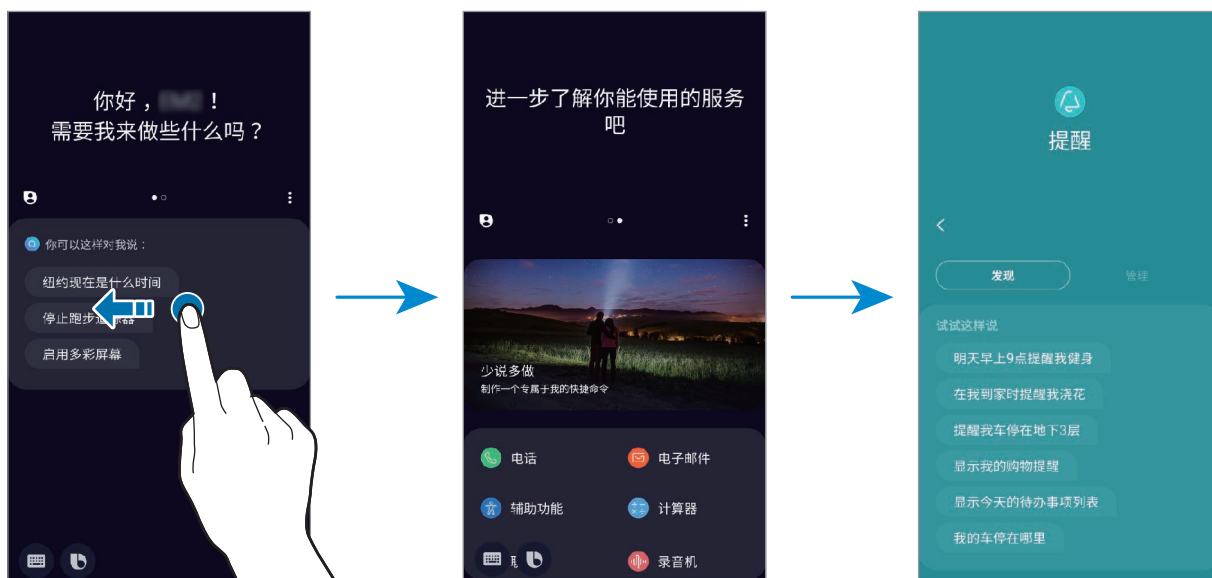 你好， ！
需要我来做些什么吗？
你可以这样对我说：
纽约现在是什么时间
停止跑步追踪器
启用多彩屏幕
进一步了解你能使用的服务
吧
少说多做
制作一个专属于我的快捷命令
电话
电子邮件
辅助功能
计算器
录音机
提醒
发现
管理
试试这样说
明天早上9点提醒我健身
在我到家时提醒我浇花
提醒我车停在地下3层
显示我的购物提醒
显示今天的待办事项列表
我的车停在哪里